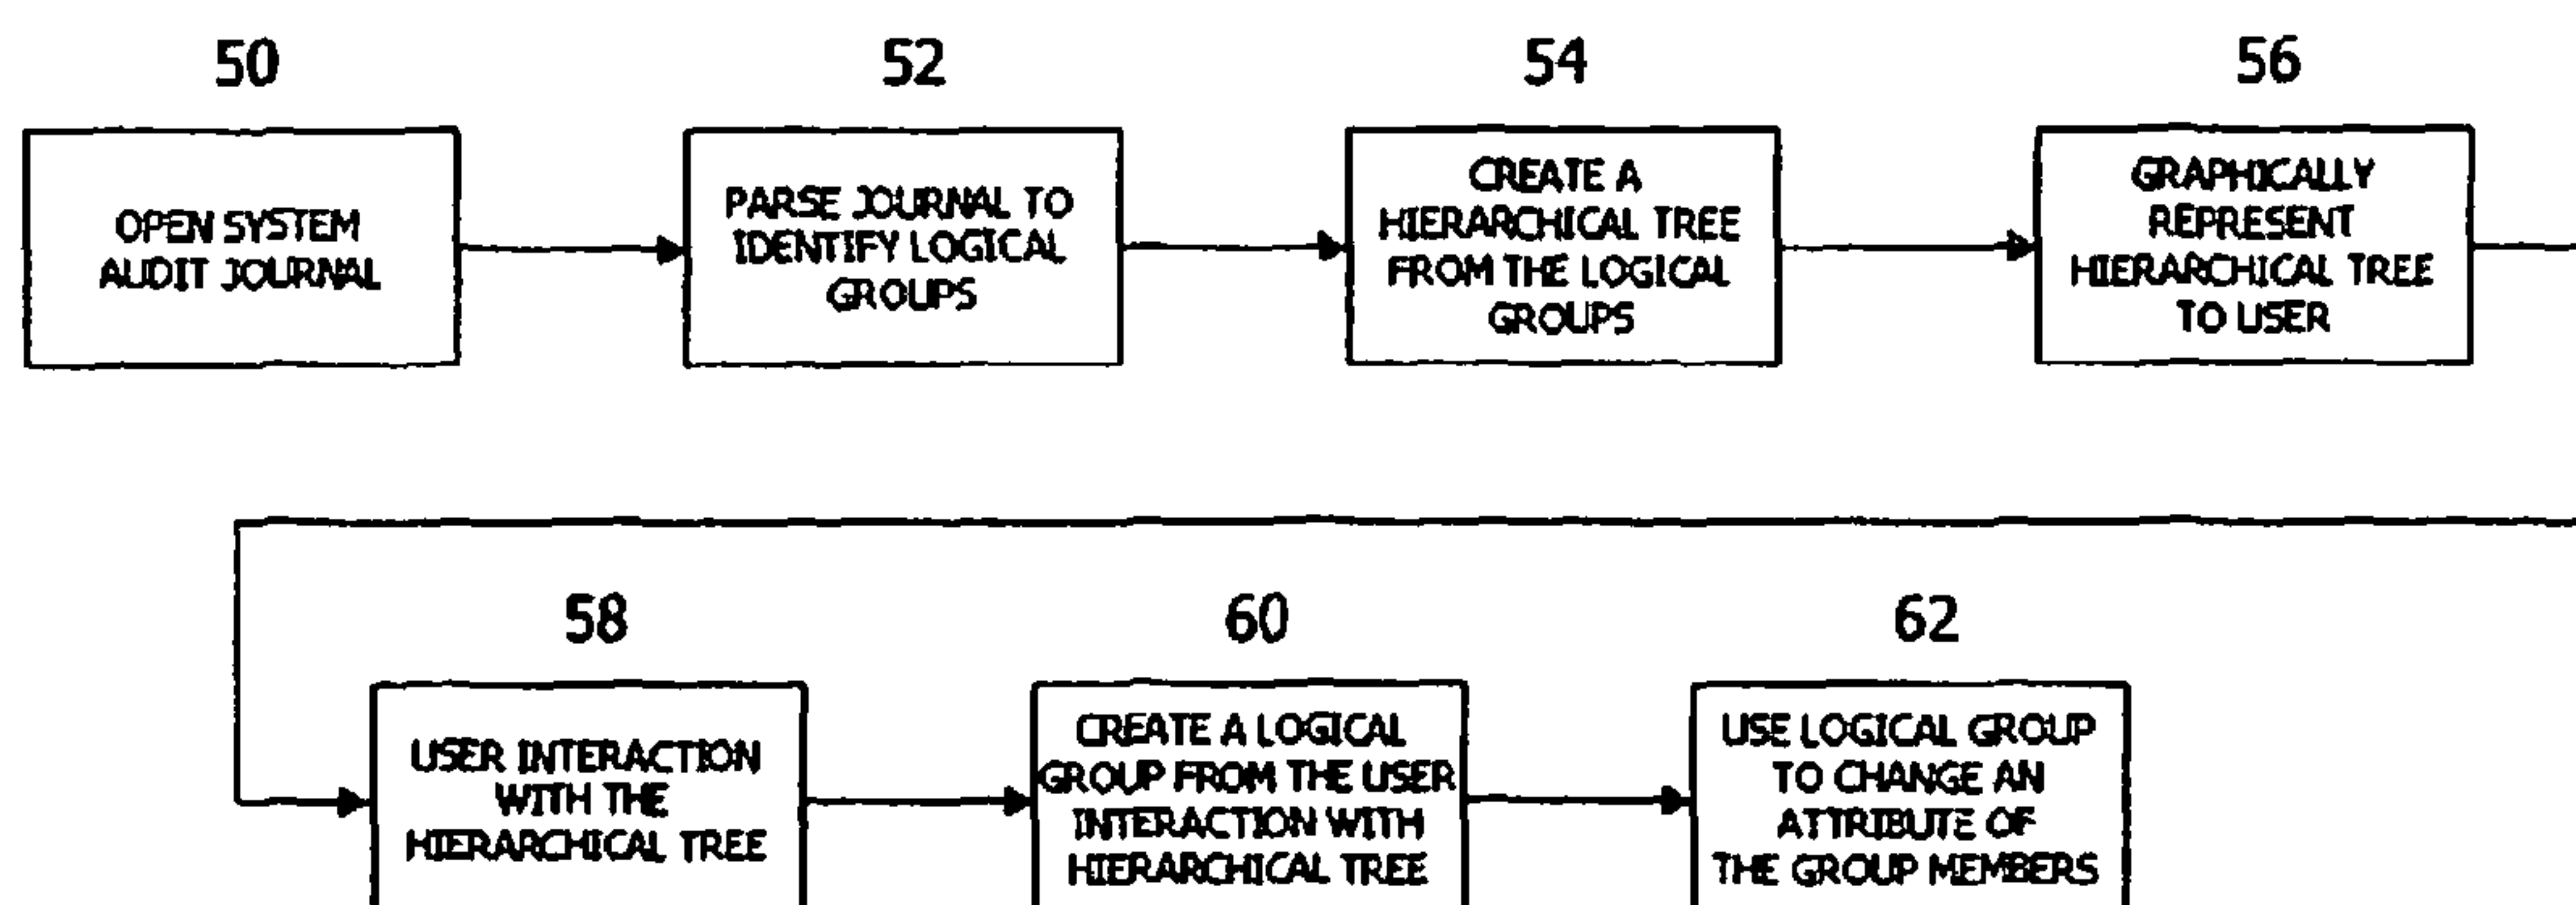 50
52
54
56
OPEN SYSTEM
AUDIT JOURNAL
PARSE JOURNAL TO
IDENTIFY LOGICAL
GROUPS
CREATE A
HIERARCHICAL TREE
FROM THE LOGICAL
GROUPS
GRAPHICALLY
REPRESENT
HIERARCHICAL TREE
TO USER
58
60
62
USER INTERACTION
WITH THE
HIERARCHICAL TREE
CREATE A LOGICAL
GROUP FROM THE USER
INTERACTION WITH
HIERARCHICAL TREE
USE LOGICAL GROUP
TO CHANGE AN
ATTRIBUTE OF
THE GROUP MEMBERS